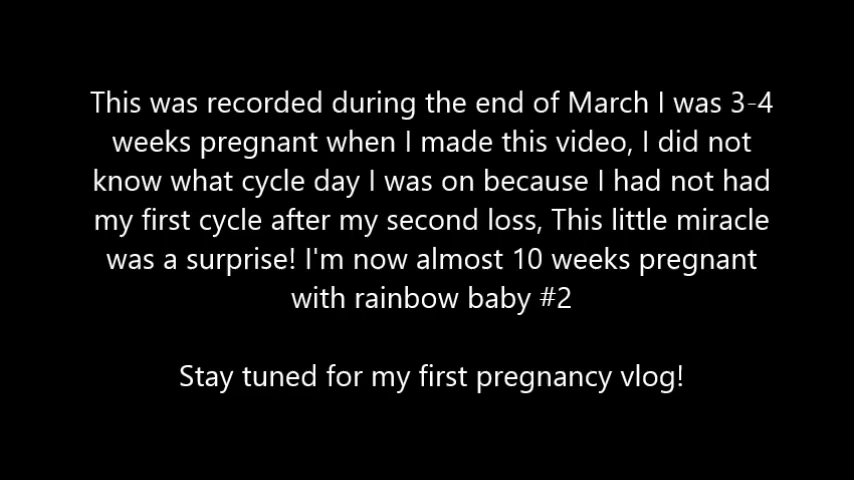 This was recorded during the end of March I was 3-4
weeks pregnant when I made this video, I did not
know what cycle day I was on because I had not had
my first cycle after my second loss, This little miracle
was a surprise! I'm now almost 10 weeks pregnant
with rainbow baby #2
Stay tuned for my first pregnancy vlog!